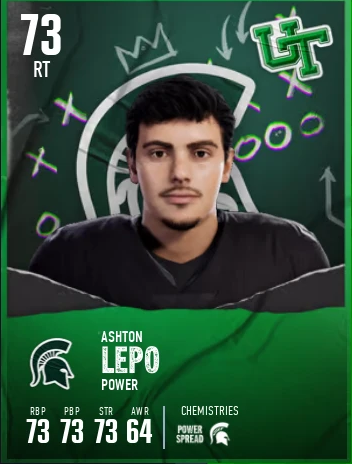 73
RT
UT
ASHTON
LEPO
POWER
RBP PBP STR AWR
73 73 73 64
CHEMISTRIES
POWER
SPREAD